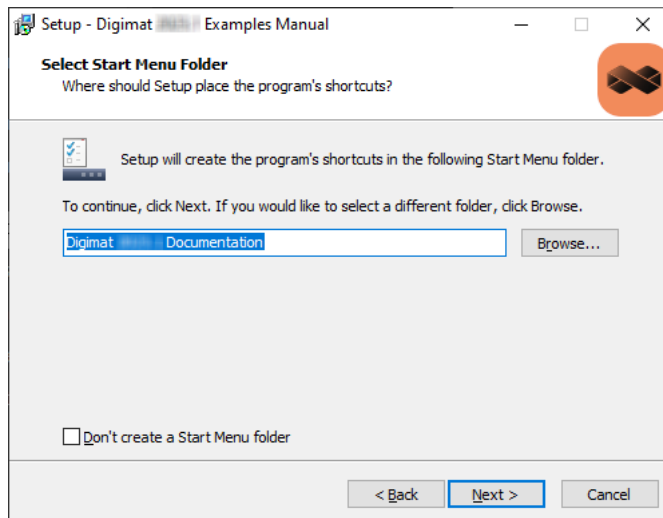 Setup - Digimat Examples Manual
Select Start Menu Folder
Where should Setup place the program's shortcuts?
Setup will create the program's shortcuts in the following Start Menu folder.
To continue, click Next. If you would like to select a different folder, click Browse.
Digimat Documentation
Browse...
Don't create a Start Menu folder
< Back
Next >
Cancel